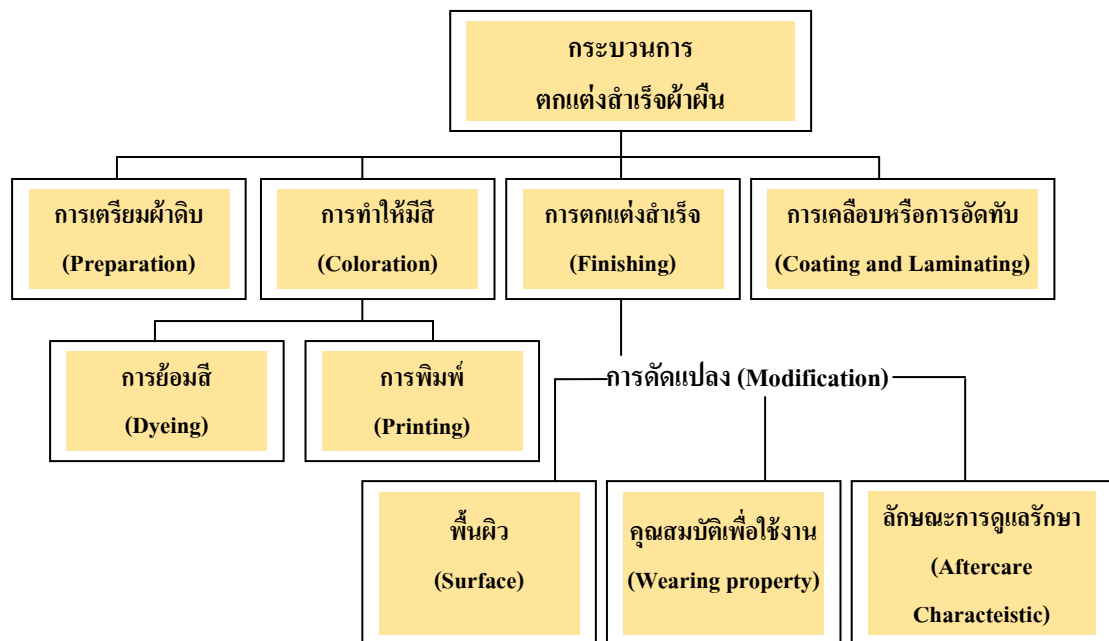 กระบวนการ
ตกแต่งสำเร็จผ้าผืน
การเตรียมผ้าดิบ
(Preparation)
การทำให้มีสี
(Coloration)
การตกแต่งสำเร็จ
(Finishing)
การเคลือบหรือการอัดทับ
(Coating and Laminating)
การย้อมสี
(Dyeing)
การพิมพ์
(Printing)
การดัดแปลง (Modification)
พื้นผิว
(Surface)
คุณสมบัติเพื่อใช้งาน
(Wearing property)
ลักษณะการดูแลรักษา
(Aftercare
Characteistic)